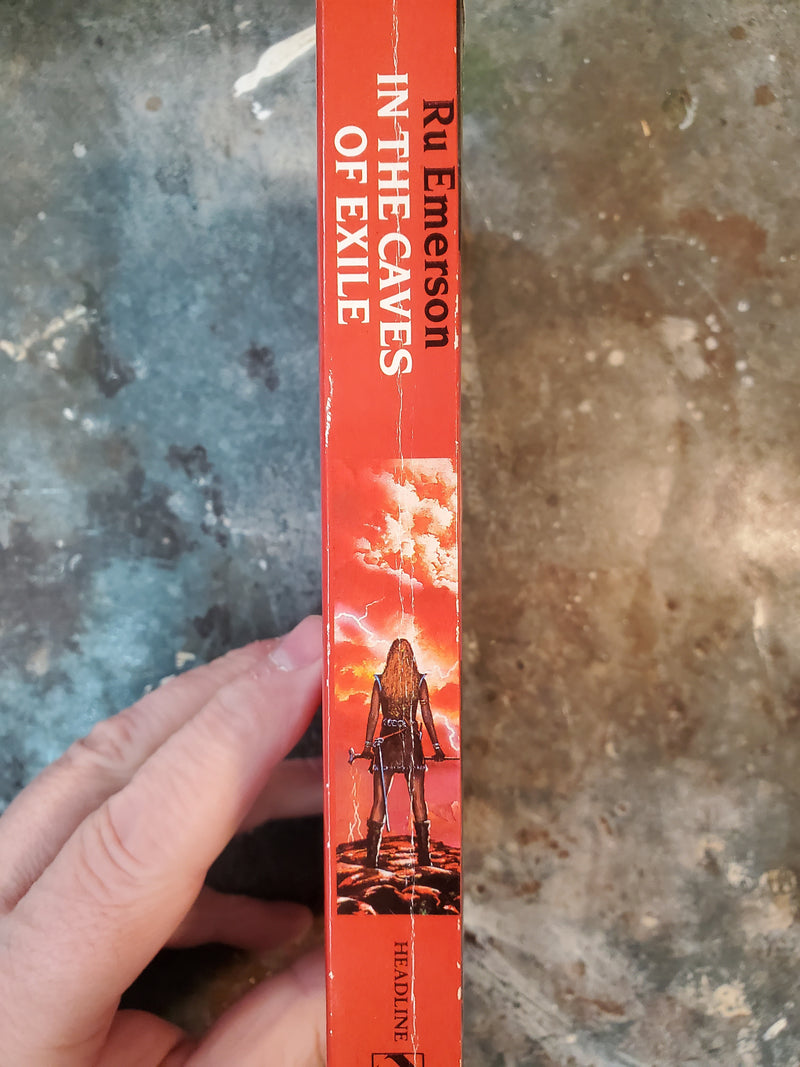 Ru Emerson
IN THE CAVES
OF EXILE
HEADLINE